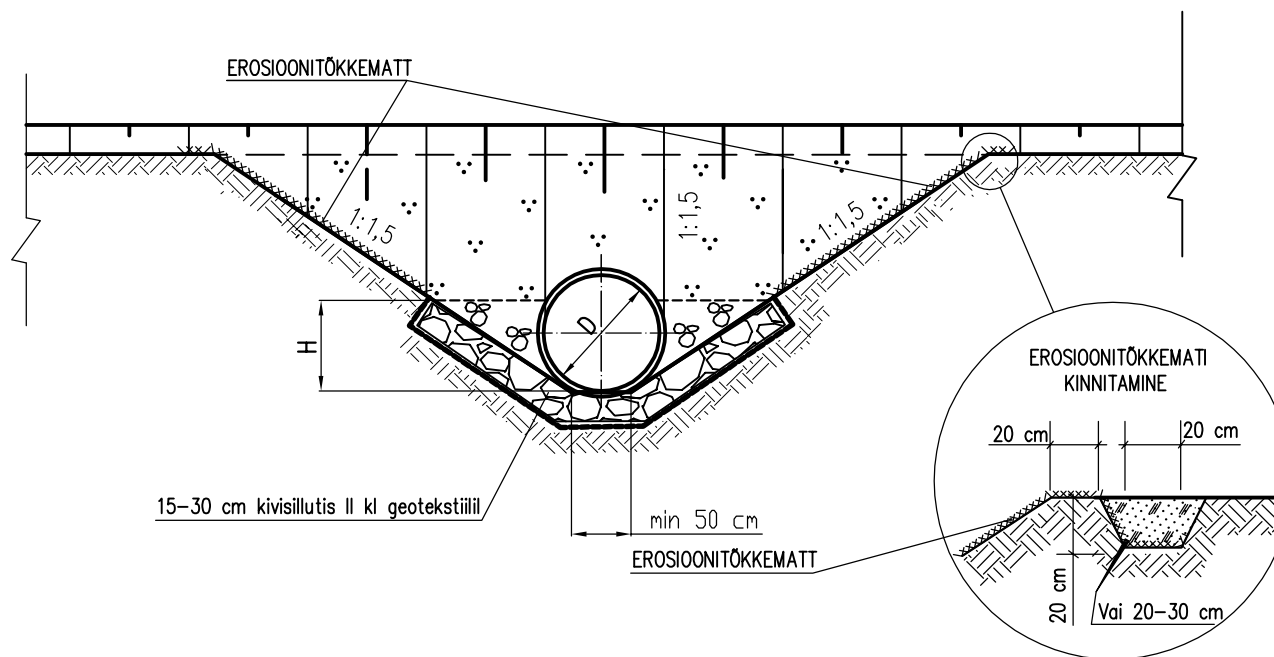 EROSIOONITÕKKEMATT
1:1,5
1:1,5
1:1,5
D
H
EROSIOONITÕKKEMATI
KINNITAMINE
20 cm
20 cm
15-30 cm kivisillutis II kl geotekstiilil
min 50 cm
EROSIOONITÕKKEMATT
20 cm
Vai 20-30 cm